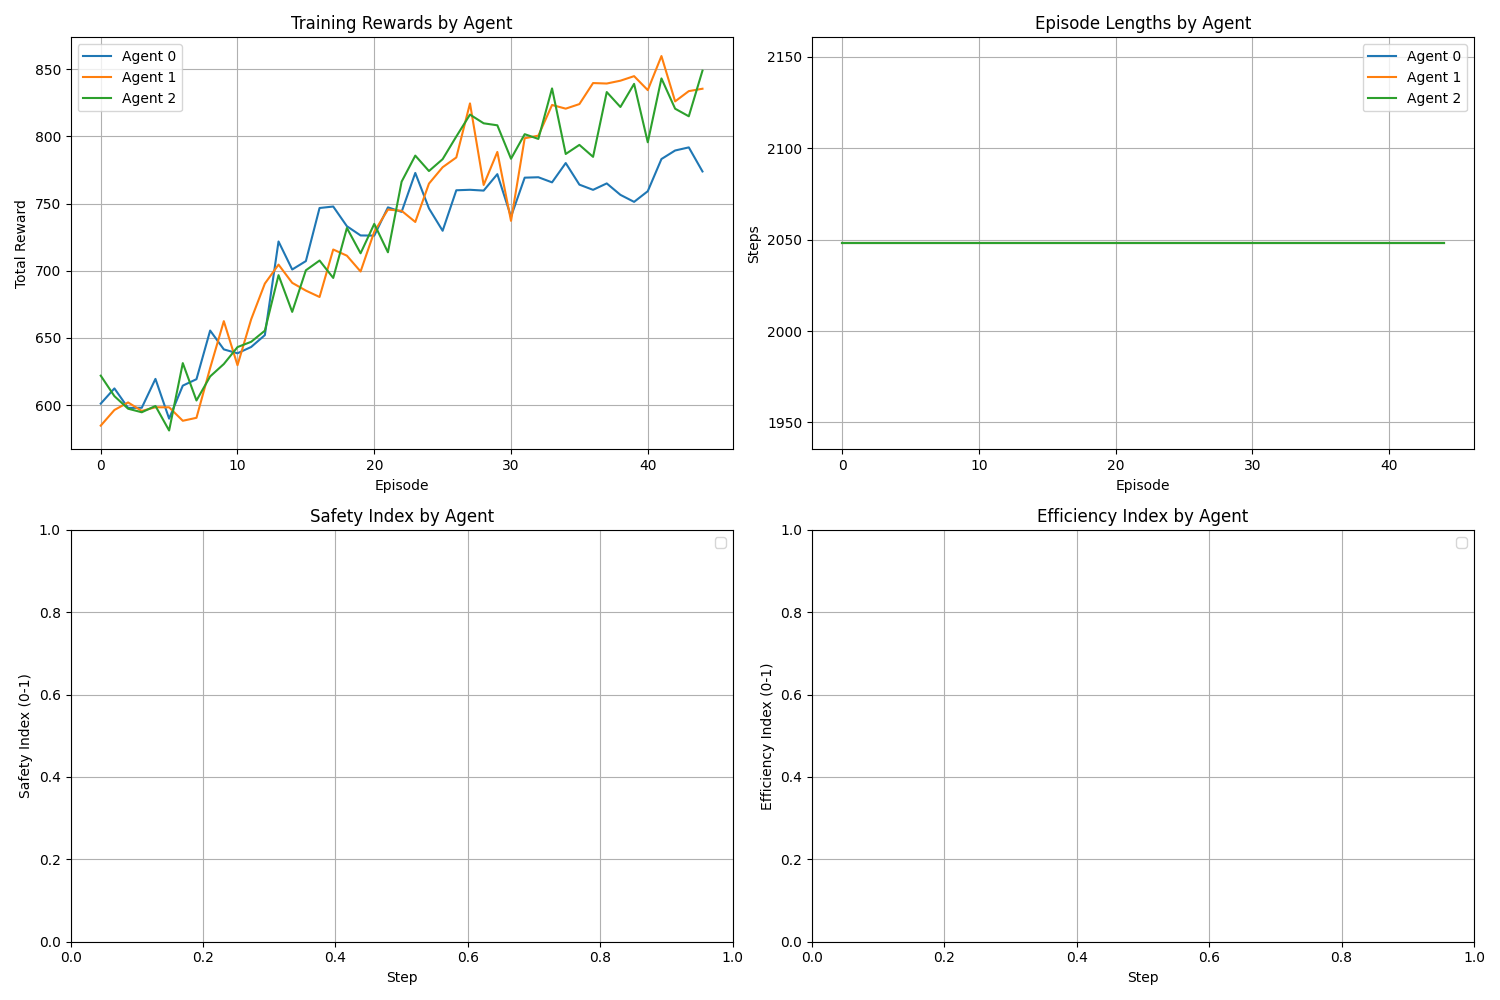 Training Rewards by Agent
Agent 0
Agent 1
Agent 2
850
800
750
700
650
600
Total Reward
0 10 20 30 40
Episode
Episode Lengths by Agent
Agent 0
Agent 1
Agent 2
2150
2100
2050
2000
1950
Steps
0 10 20 30 40
Episode
Safety Index by Agent
1.0
0.8
0.6
0.4
0.2
0.0
Safety Index (0-1)
0.0 0.2 0.4 0.6 0.8 1.0
Step
Efficiency Index by Agent
1.0
0.8
0.6
0.4
0.2
0.0
Efficiency Index (0-1)
0.0 0.2 0.4 0.6 0.8 1.0
Step